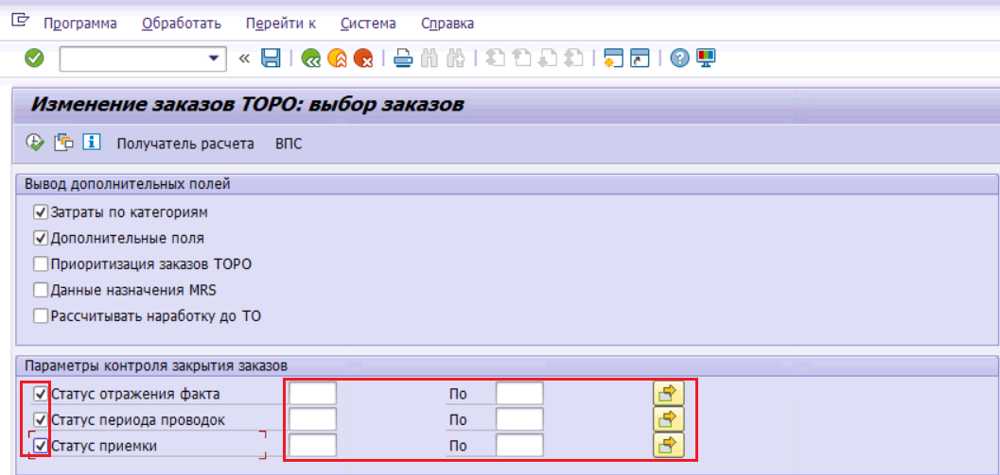 Программа Обработать Перейти к Система Справка
Изменение заказов ТОРО: выбор заказов
Получатель расчета ВПС
Вывод дополнительных полей
Затраты по категориям
Дополнительные поля
Приоритизация заказов ТОРО
Данные назначения MRS
Рассчитывать наработку до ТО
Параметры контроля закрытия заказов
Статус отражения факта По
Статус периода проводок По
Статус приемки По